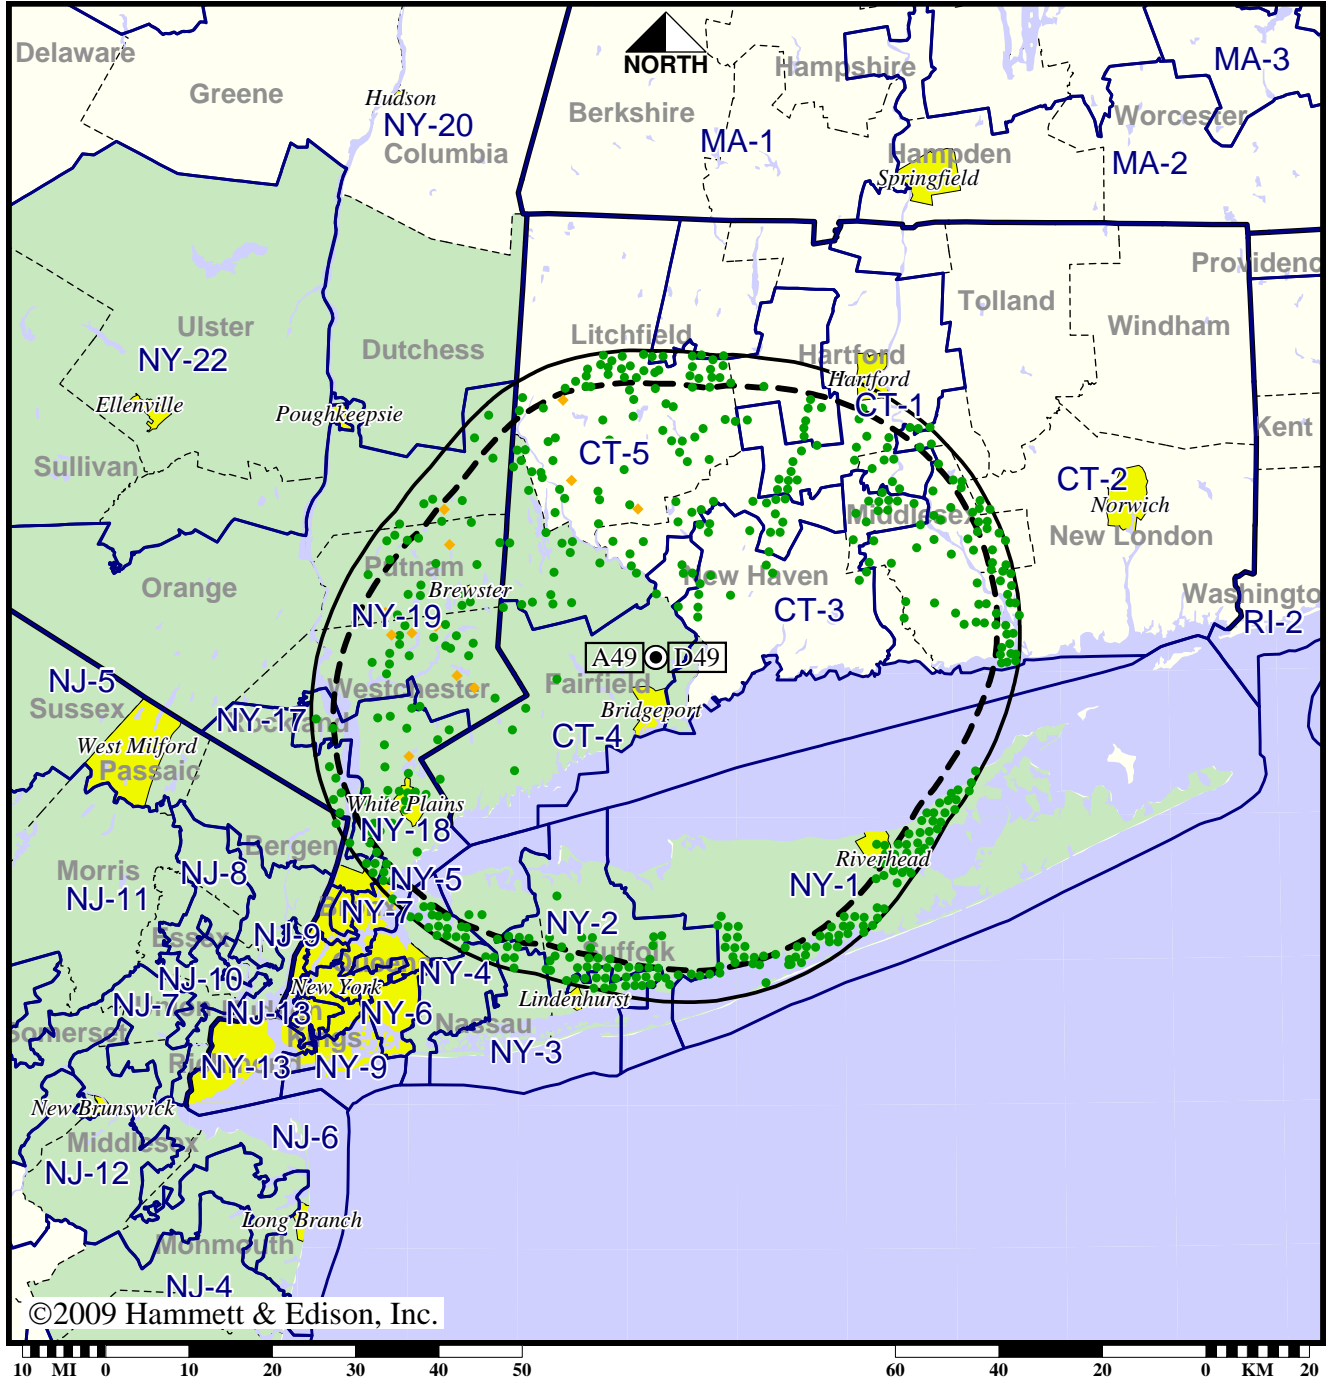 Delaware
Greene
Hudson
NY-20
Columbia
NORTH
Berkshire
MA-1
Hampshire
Hampden
Springfield
Worcester
MA-2
MA-3
Providenc
Ulster
NY-22
Dutchess
Ellenville
Poughkeepsie
Sullivan
Litchfield
Hartford
Hartford
CT-1
Tolland
Windham
Kent
CT-5
CT-2
Norwich
New London
Middlesex
Orange
Putnam
Brewster
NY-19
New Haven
CT-3
Washingto
RI-2
A49
D49
NJ-5
Sussex
NY-17
Westchester
Fairfield
Bridgeport
CT-4
West Milford
Passaic
White Plains
NY-18
Bergen
Morris
NJ-11
NJ-8
NY-5
NY-7
Riverhead
NY-1
Essex
NJ-9
NY-2
Suffolk
NJ-10
New York
NY-4
Lindenhurst
NJ-7
NJ-13
NY-6
Nassau
Somerset
Kings
NY-3
NY-13
NY-9
New Brunswick
Middlesex
NJ-12
NJ-6
Long Branch
Monmouth
NJ-4
©2009 Hammett & Edison, Inc.
10 MI 0 10 20 30 40 50
60 40 20 0 KM 20